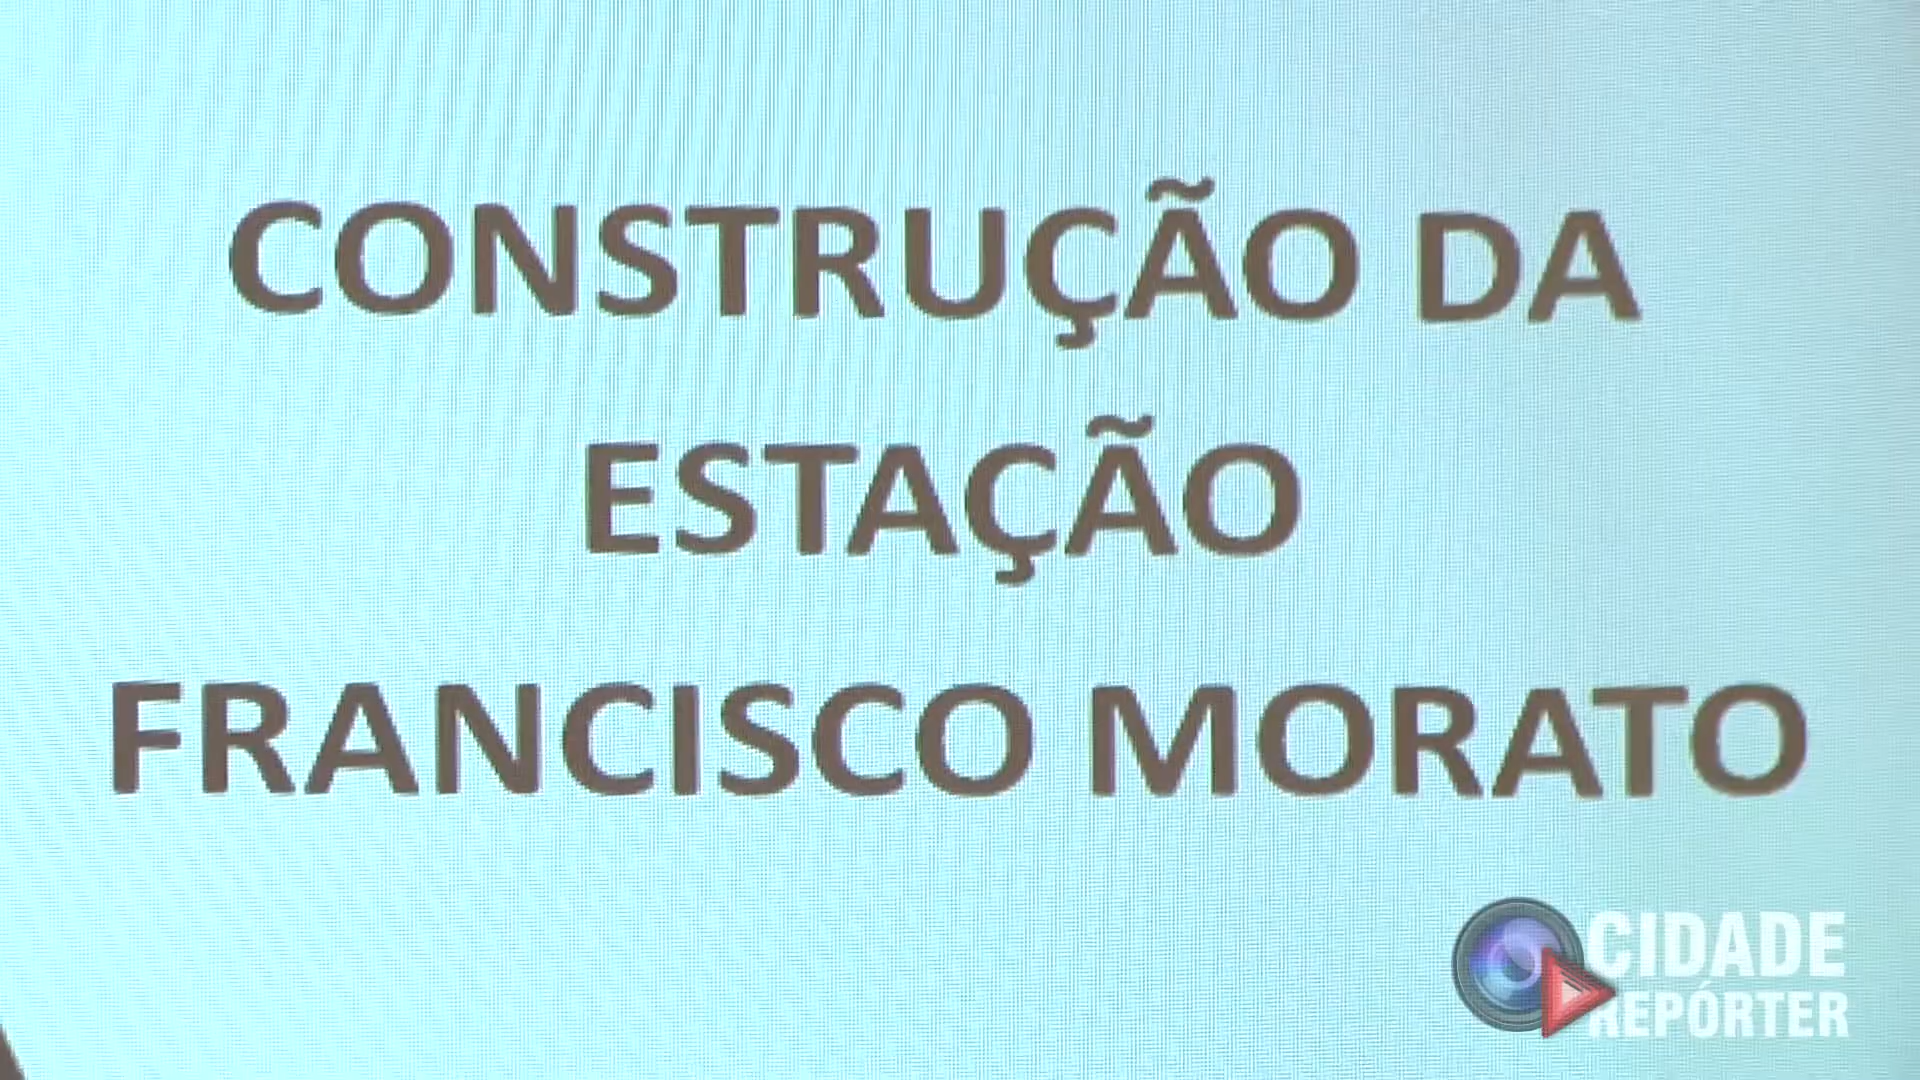 CONSTRUÇÃO DA
ESTAÇÃO
FRANCISCO MORATO
CIDADE
REPÓRTER